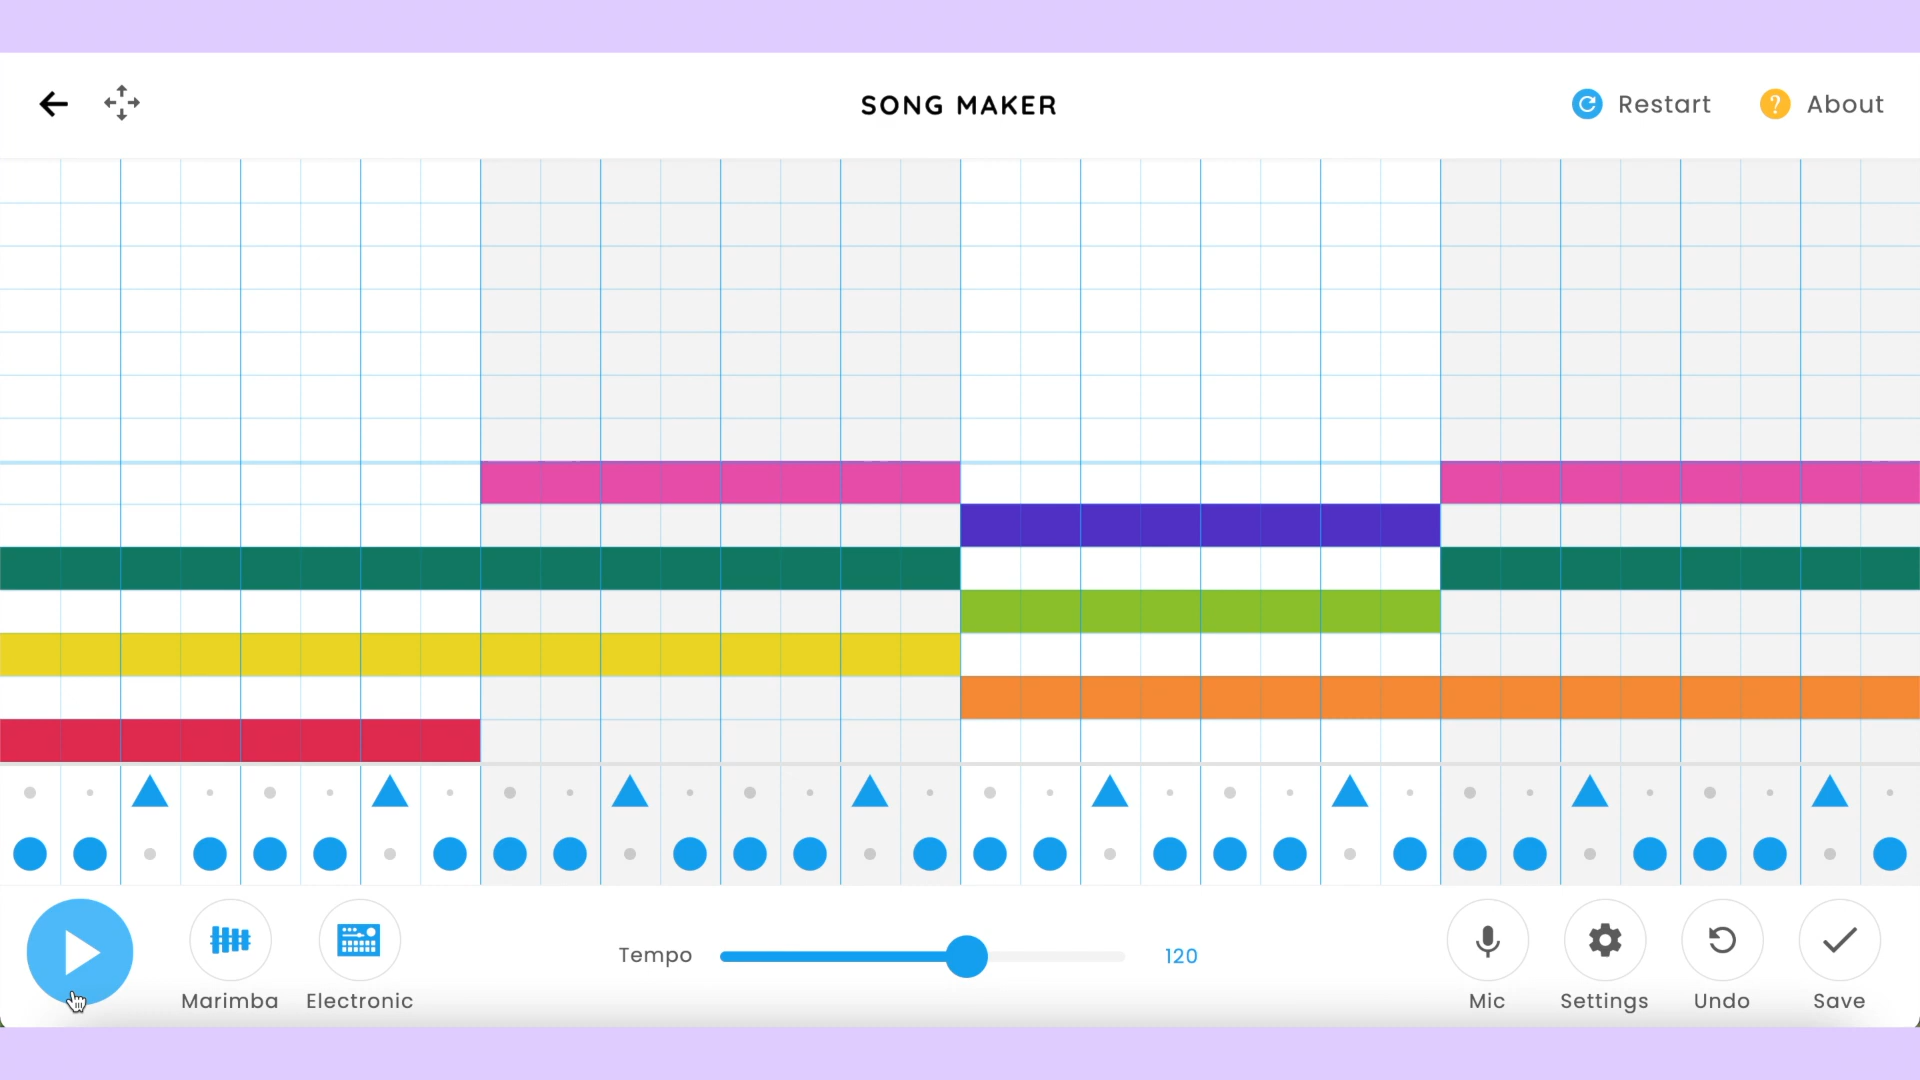 SONG MAKER
Restart
? About
Tempo
120
Marimba
Electronic
Mic
Settings
Undo
Save